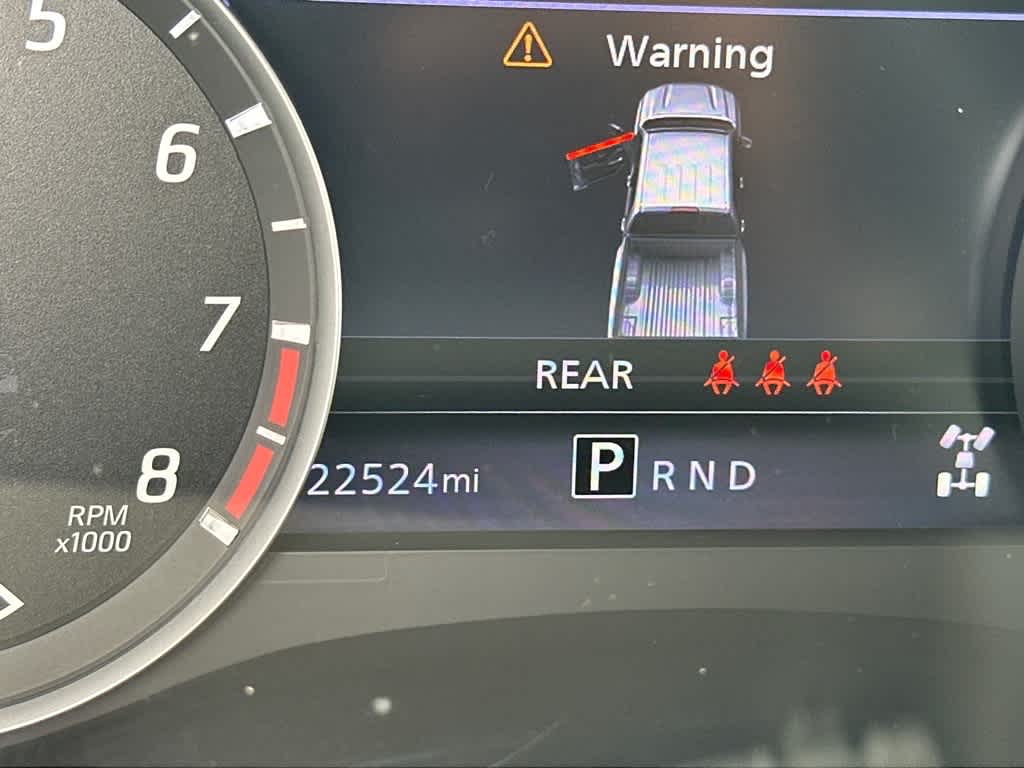 5
6
7
8
RPM
x1000
Warning
REAR
22524mi
P R N D